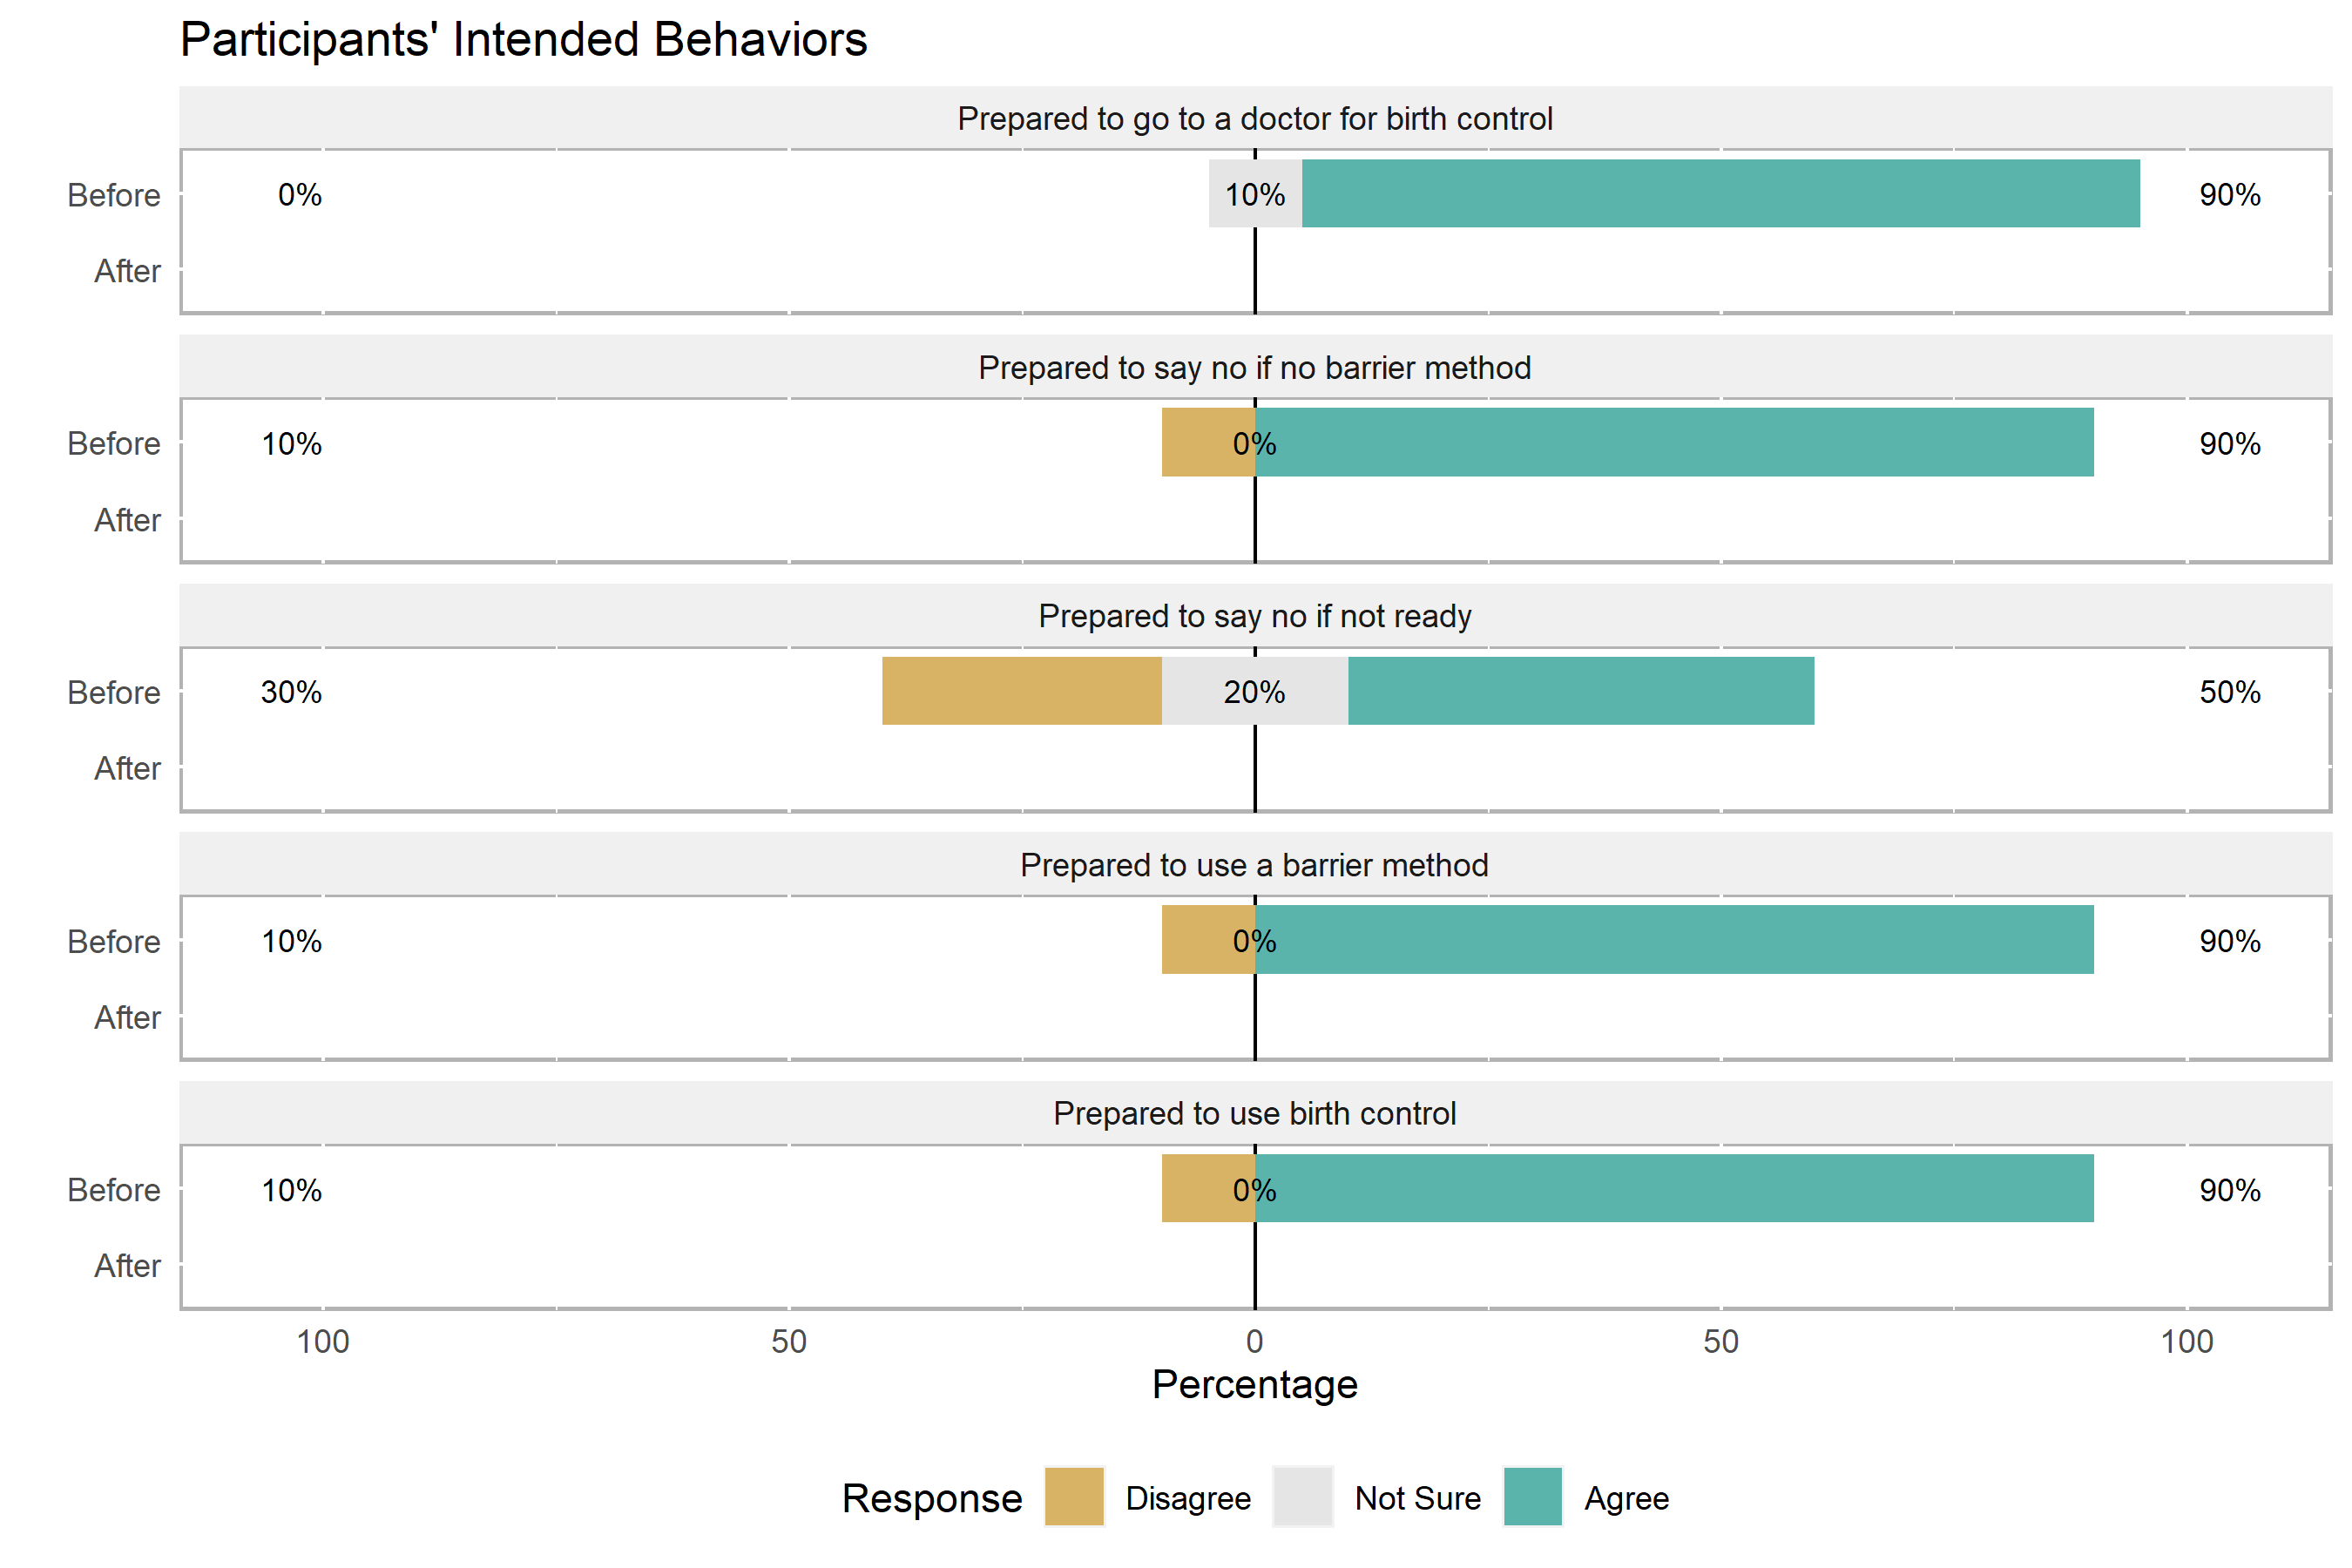 Participants' Intended Behaviors
Prepared to go to a doctor for birth control
Before 0% 10% 90%
After
Prepared to say no if no barrier method
Before 10% 0% 90%
After
Prepared to say no if not ready
Before 30% 20% 50%
After
Prepared to use a barrier method
Before 10% 0% 90%
After
Prepared to use birth control
Before 10% 0% 90%
After
100 50 0 50 100
Percentage
Response Disagree Not Sure Agree